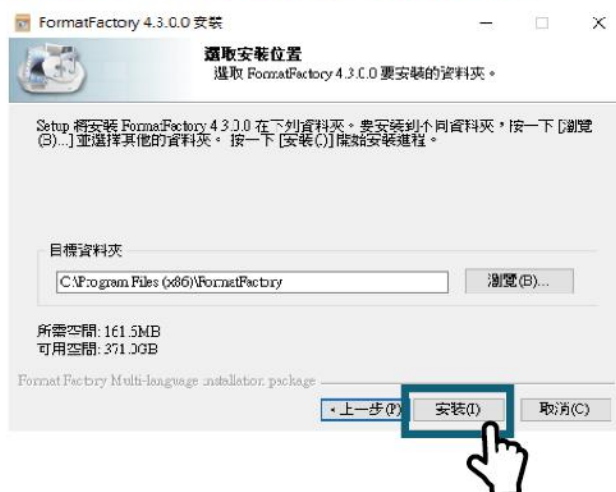 FormatFactory 4.3.0.0 安裝
選取安裝位置
選取 FormatFactory 4.3.0.0 要安裝的資料夾。
Setup 將安裝 FormatFactory 4.3.0.0 在下列資料夾。要安裝到不同資料夾，按一下 [瀏覽
(B)...] 並選擇其他的資料夾。 按一下 [安裝(I)] 開始安裝進程。
目標資料夾
C:\Program Files (x86)\FormatFactory
瀏覽(B)...
所需空間: 161.5MB
可用空間: 371.0GB
Format Factory Multi-language installation package
<上一步(P)
安裝(I)
取消(C)